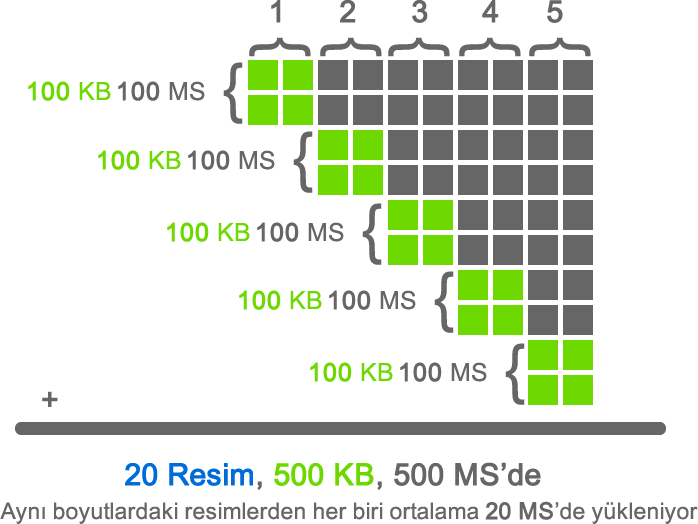 1 2 3 4 5
100 KB 100 MS
100 KB 100 MS
100 KB 100 MS
100 KB 100 MS
100 KB 100 MS
+
20 Resim, 500 KB, 500 MS’de
Aynı boyutlardaki resimlerden her biri ortalama 20 MS’de yükleniyor